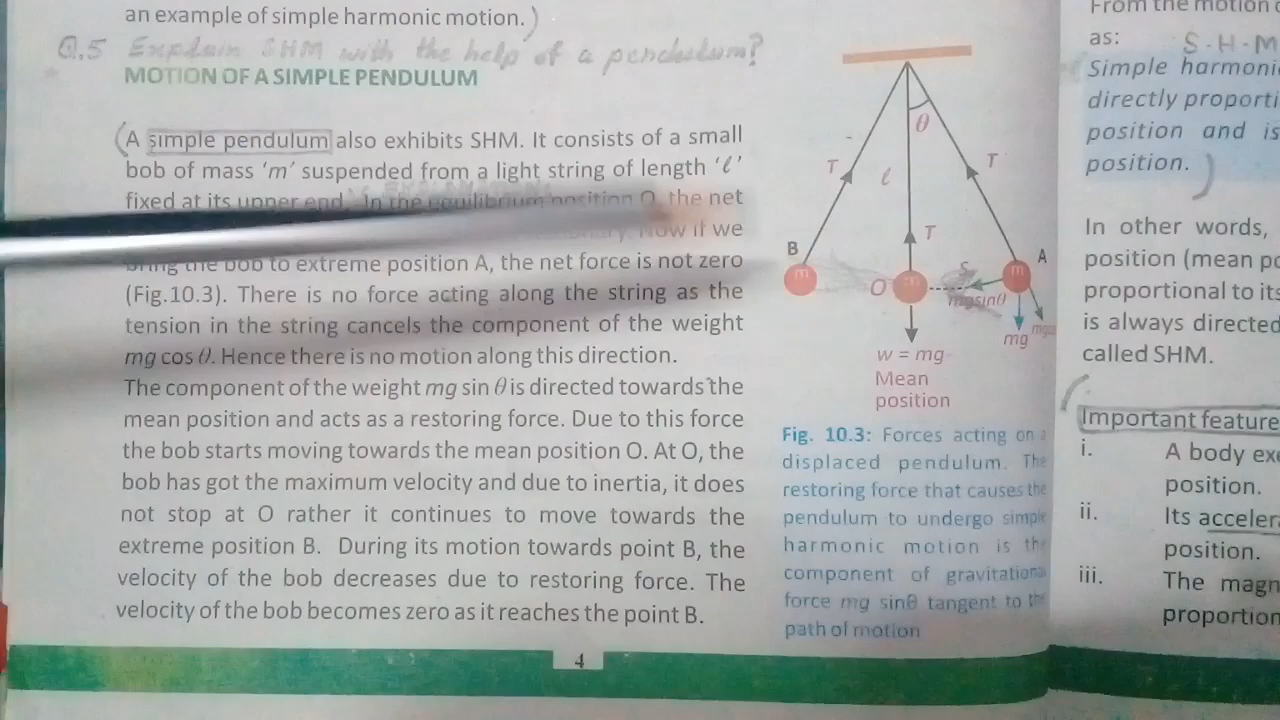 an example of simple harmonic motion.)
Q.5 Explain SHM with the help of a pendulum?
MOTION OF A SIMPLE PENDULUM
(A simple pendulum also exhibits SHM. It consists of a small
bob of mass 'm' suspended from a light string of length 'ℓ'
fixed at its upper end. In the equilibrium position O, the net
Now if we
the bob to extreme position A, the net force is not zero
(Fig.10.3). There is no force acting along the string as the
tension in the string cancels the component of the weight
mg cos θ. Hence there is no motion along this direction.
The component of the weight mg sin θ is directed towards the
mean position and acts as a restoring force. Due to this force
the bob starts moving towards the mean position O. At O, the
bob has got the maximum velocity and due to inertia, it does
not stop at O rather it continues to move towards the
extreme position B. During its motion towards point B, the
velocity of the bob decreases due to restoring force. The
velocity of the bob becomes zero as it reaches the point B.
4
θ
T
ℓ
T
T
B
A
m
O
m
m
S
mgsinθ
mg
w = mg
Mean
position
Fig. 10.3: Forces acting on a
displaced pendulum. The
restoring force that causes the
pendulum to undergo simple
harmonic motion is the
component of gravitational
force mg sinθ tangent to the
path of motion
From the motion
as:
S-H-M
Simple
directly
position and is
position.)
In other words,
position (mean
proportional to its
is always directed
called SHM.
Important
i. A body
position.
ii. Its
position.
iii. The